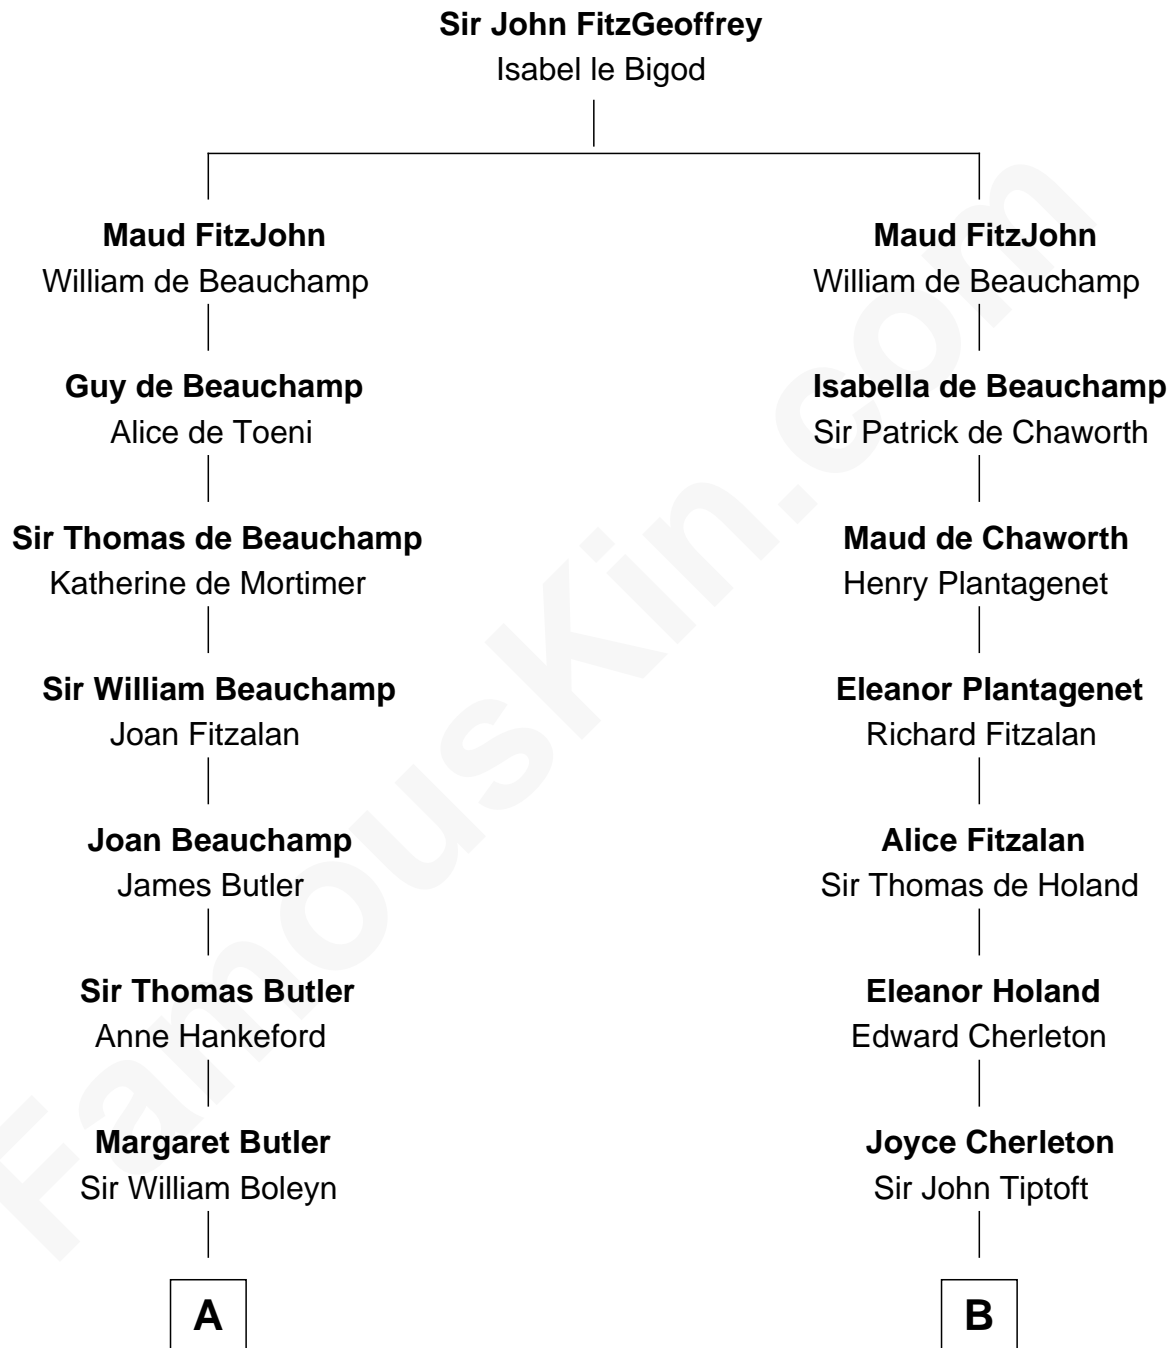 Sir John FitzGeoffrey
Isabel le Bigod
Maud FitzJohn
William de Beauchamp
Guy de Beauchamp
Alice de Toeni
Sir Thomas de Beauchamp
Katherine de Mortimer
Sir William Beauchamp
Joan Fitzalan
Joan Beauchamp
James Butler
Sir Thomas Butler
Anne Hankeford
Margaret Butler
Sir William Boleyn
A
Maud FitzJohn
William de Beauchamp
Isabella de Beauchamp
Sir Patrick de Chaworth
Maud de Chaworth
Henry Plantagenet
Eleanor Plantagenet
Richard Fitzalan
Alice Fitzalan
Sir Thomas de Holand
Eleanor Holand
Edward Cherleton
Joyce Cherleton
Sir John Tiptoft
B
FamousKin.com